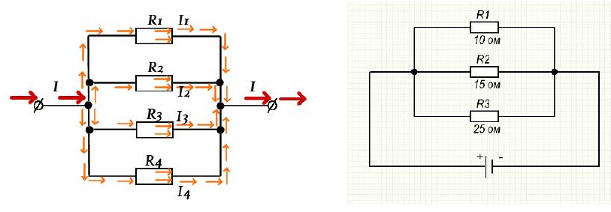 R1 I1
R2
I2
R3 I3
R4
I4
I
I
R1
10 ом
R2
15 ом
R3
25 ом
+ -